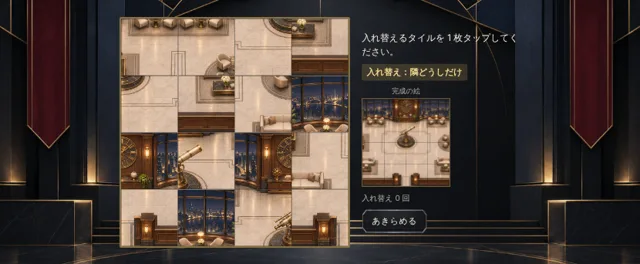 入れ替えるタイルを1枚タップしてく
ださい。
入れ替え：隣どうしだけ
完成の絵
入れ替え 0 回
あきらめる